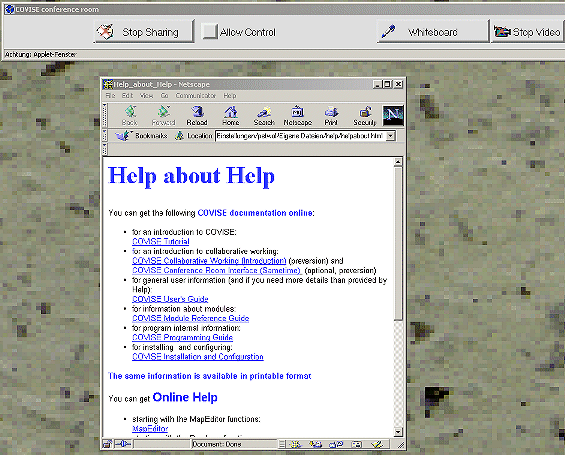 COVISE conference room
Stop Sharing
Allow Control
Whiteboard
Stop Video
Achtung: Applet-Fenster
Help_about_Help - Netscape
File Edit View Go Communicator Help
Back Forward Reload Home Search Netscape Print Security
Bookmarks Location: Einstellungen/petwol/Eigene Dateien/help/helpabout.html
Help about Help
You can get the following COVISE documentation online:
for an introduction to COVISE:
COVISE Tutorial
for an introduction to collaborative working:
COVISE Collaborative Working (Introduction) (preversion) and
COVISE Conference Room Interface (Sametime) (optional, preversion)
for general user information (and if you need more details than provided by
Help):
COVISE User's Guide
for information about modules:
COVISE Module Reference Guide
for program internal information:
COVISE Programming Guide
for installing and configuring:
COVISE Installation and Configuration
The same information is available in printable format
You can get Online Help
starting with the MapEditor functions:
MapEditor
Document: Done